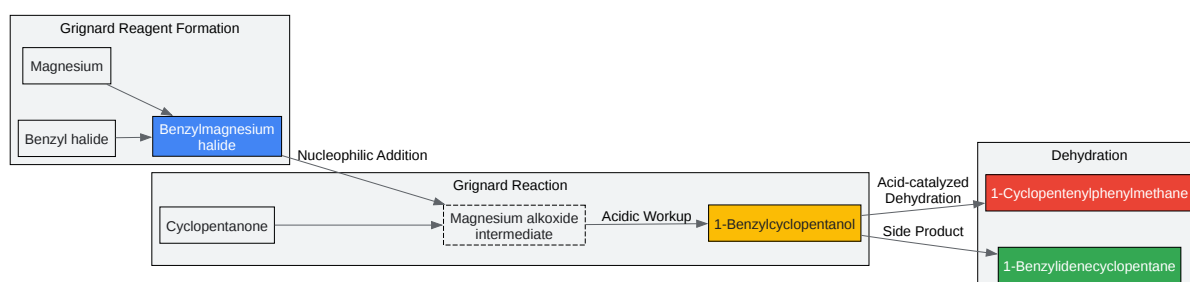 Grignard Reagent Formation
Magnesium
Benzyl halide
Benzylmagnesium
halide
Nucleophilic Addition
Grignard Reaction
Cyclopentanone
Magnesium alkoxide
intermediate
Acidic Workup
1-Benzylcyclopentanol
Acid-catalyzed
Dehydration
Side Product
Dehydration
1-Cyclopentenylphenylmethane
1-Benzylidenecyclopentane